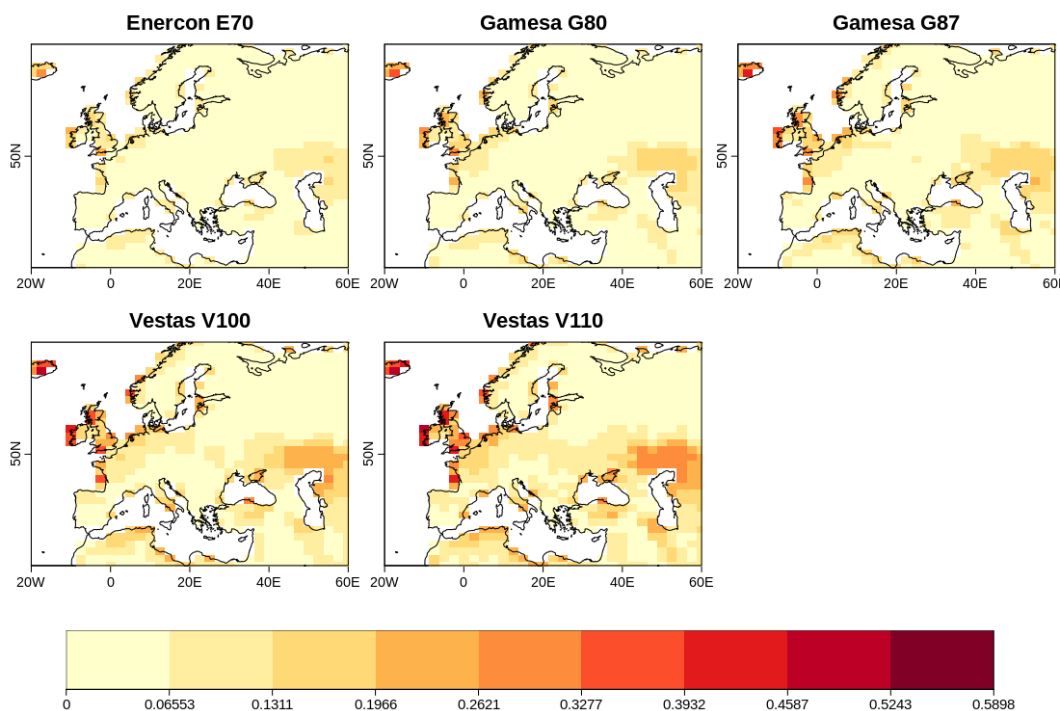 Enercon E70 Gamesa G80 Gamesa G87
50N 50N 50N
20W 0 20E 40E 60E 20W 0 20E 40E 60E 20W 0 20E 40E 60E
Vestas V100 Vestas V110
50N 50N
20W 0 20E 40E 60E 20W 0 20E 40E 60E
0 0.06553 0.1311 0.1966 0.2621 0.3277 0.3932 0.4587 0.5243 0.5898